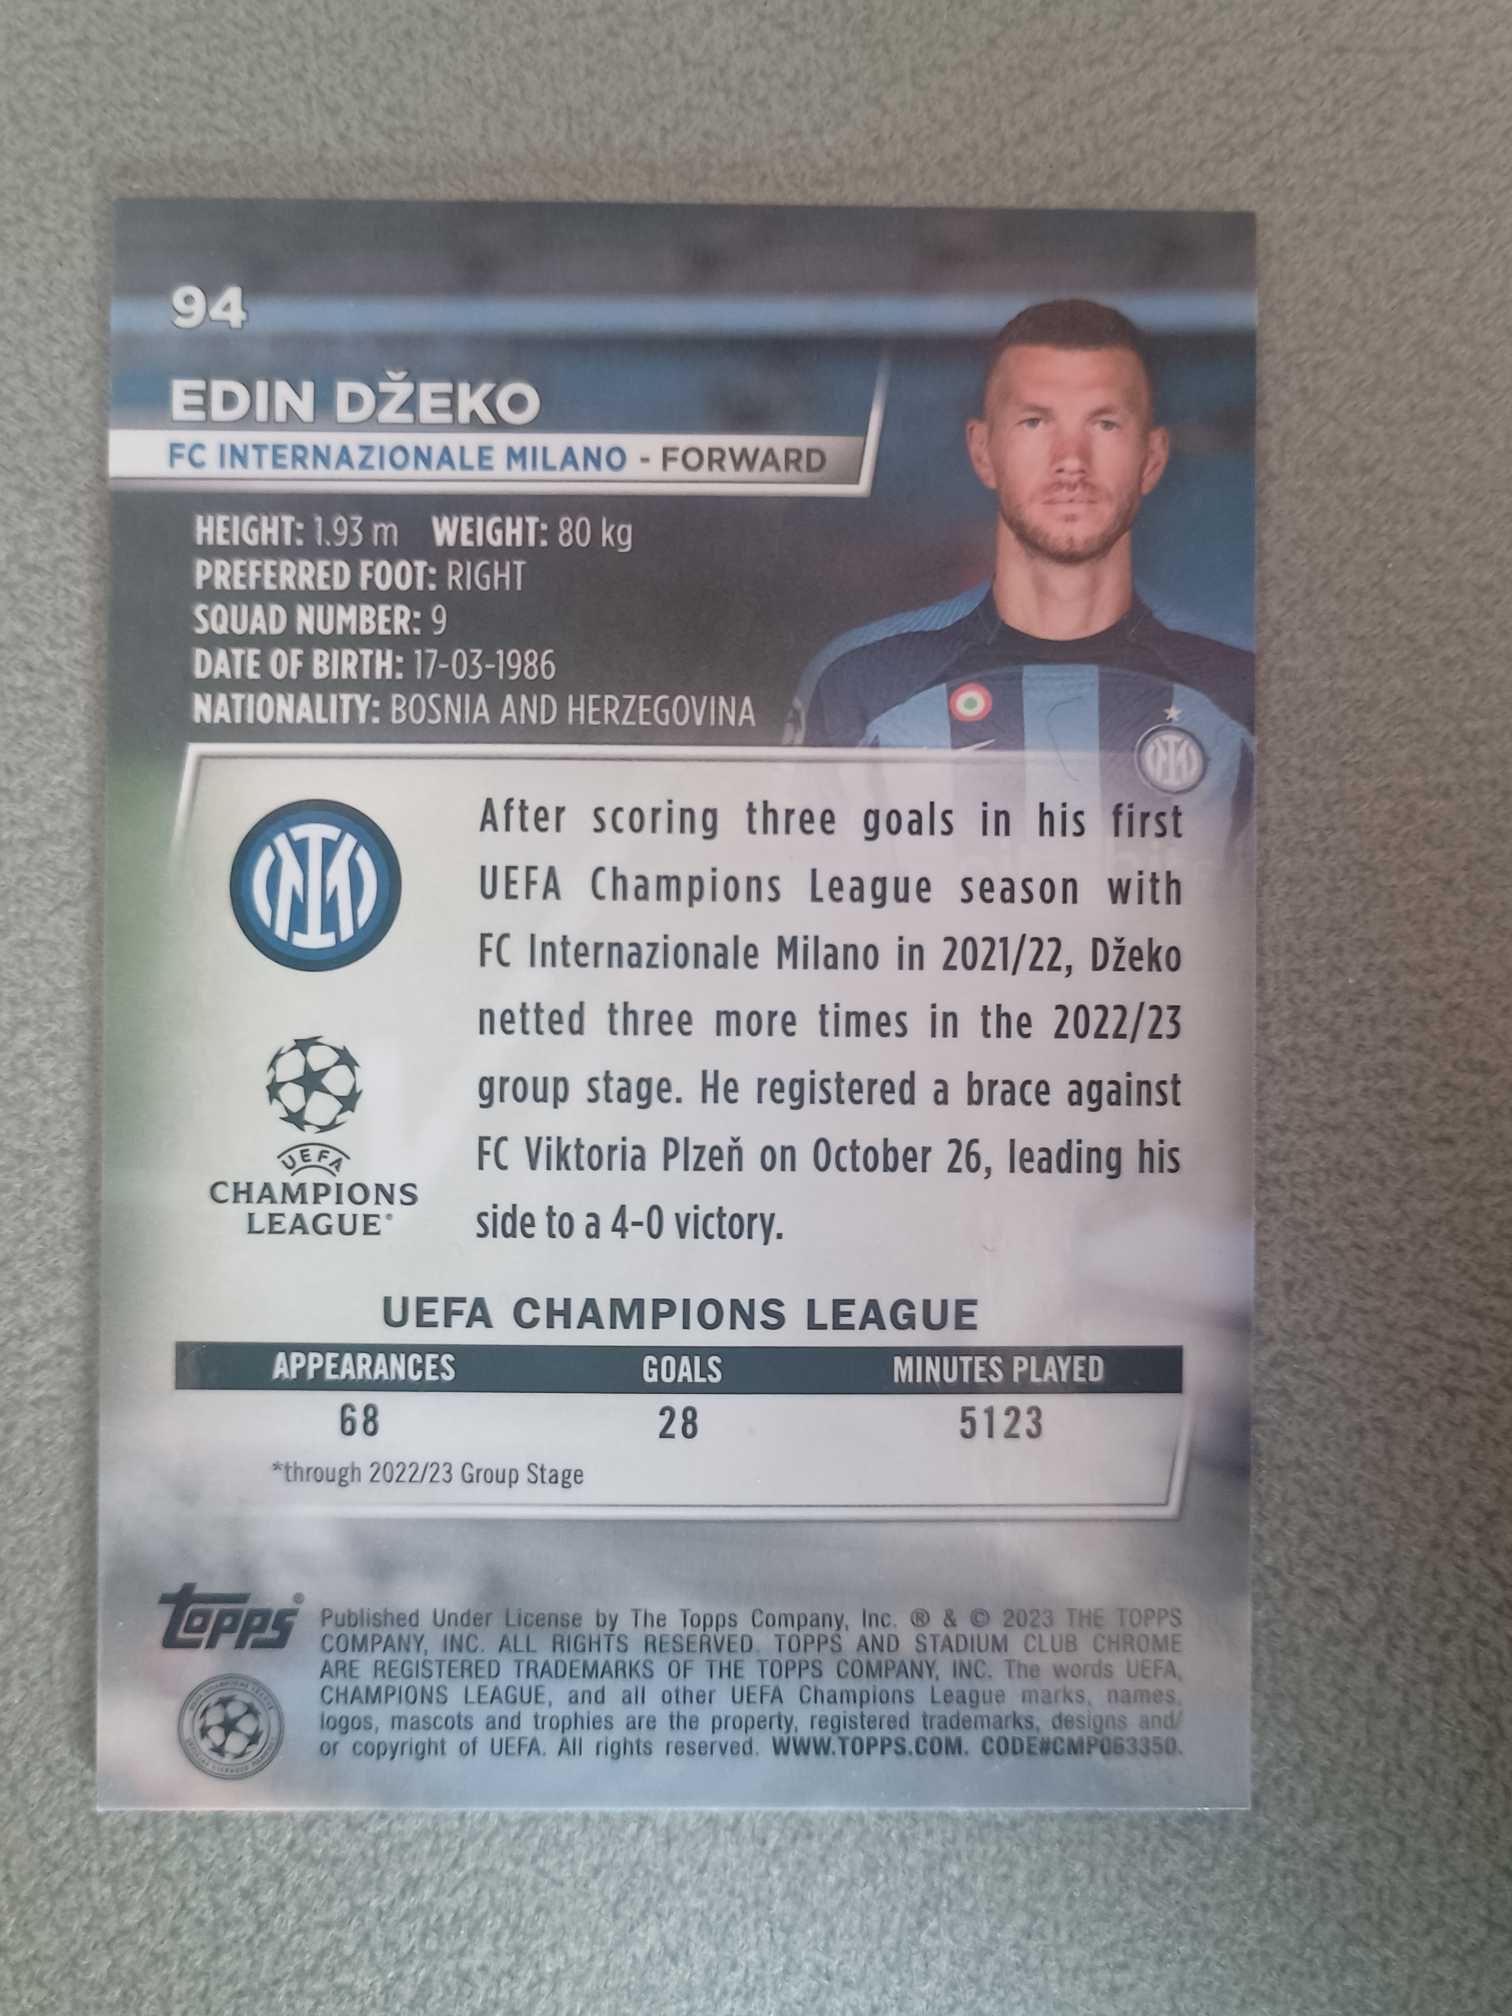 94
EDIN DŽEKO
FC INTERNAZIONALE MILANO - FORWARD
HEIGHT: 1.93 m WEIGHT: 80 kg
PREFERRED FOOT: RIGHT
SQUAD NUMBER: 9
DATE OF BIRTH: 17-03-1986
NATIONALITY: BOSNIA AND HERZEGOVINA
After scoring three goals in his first
UEFA Champions League season with
FC Internazionale Milano in 2021/22, Džeko
netted three more times in the 2022/23
group stage. He registered a brace against
FC Viktoria Plzeň on October 26, leading his
side to a 4-0 victory.
UEFA
CHAMPIONS
LEAGUE®
UEFA CHAMPIONS LEAGUE
APPEARANCES GOALS MINUTES PLAYED
68 28 5123
*through 2022/23 Group Stage
topps®
Published Under License by The Topps Company, Inc. ® & © 2023 THE TOPPS
COMPANY, INC. ALL RIGHTS RESERVED. TOPPS AND STADIUM CLUB CHROME
ARE REGISTERED TRADEMARKS OF THE TOPPS COMPANY, INC. The words UEFA,
CHAMPIONS LEAGUE, and all other UEFA Champions League marks, names,
logos, mascots and trophies are the property, registered trademarks, designs and/
or copyright of UEFA. All rights reserved. WWW.TOPPS.COM. CODE#CMP063350.